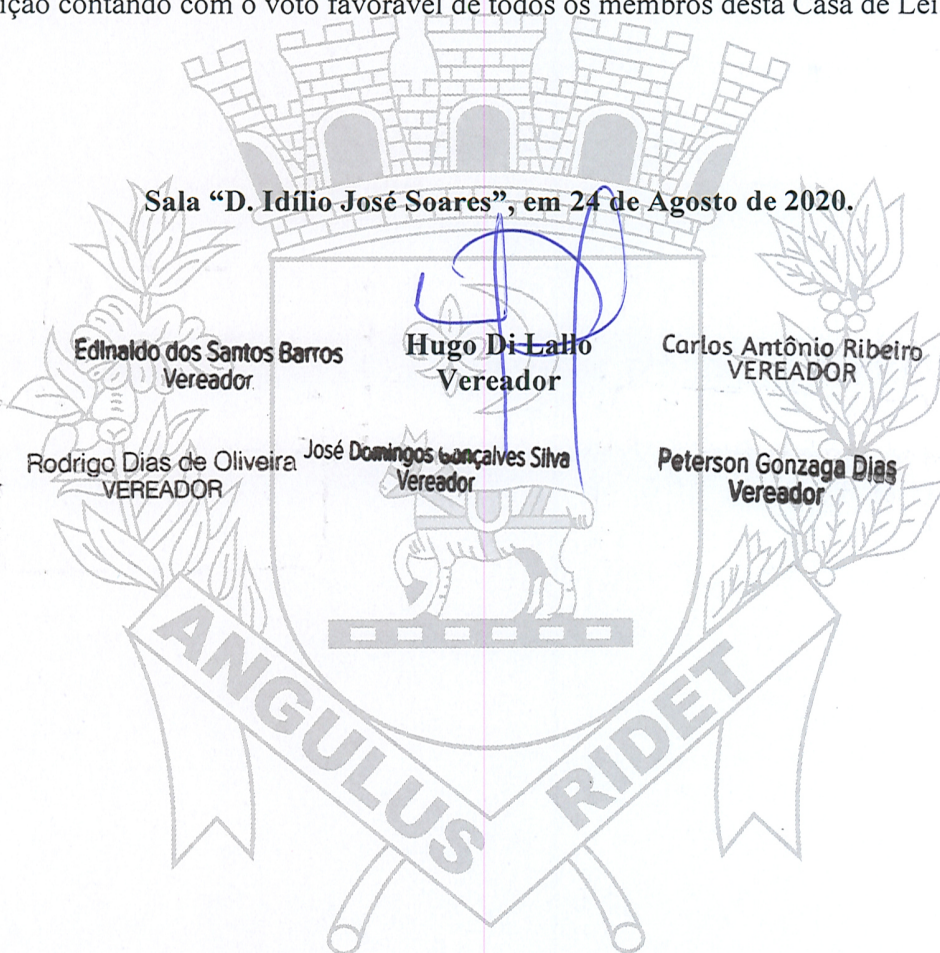 ição contando com o voto favorável de todos os membros desta Casa de Lei
Sala “D. Idílio José Soares”, em 24 de Agosto de 2020.
Edinaldo dos Santos Barros
Vereador
Hugo Di Lallo
Vereador
Carlos Antônio Ribeiro
VEREADOR
Rodrigo Dias de Oliveira
VEREADOR
José Domingos Gonçalves Silva
Vereador
Peterson Gonzaga Dias
Vereador
ANGULUS RIDET